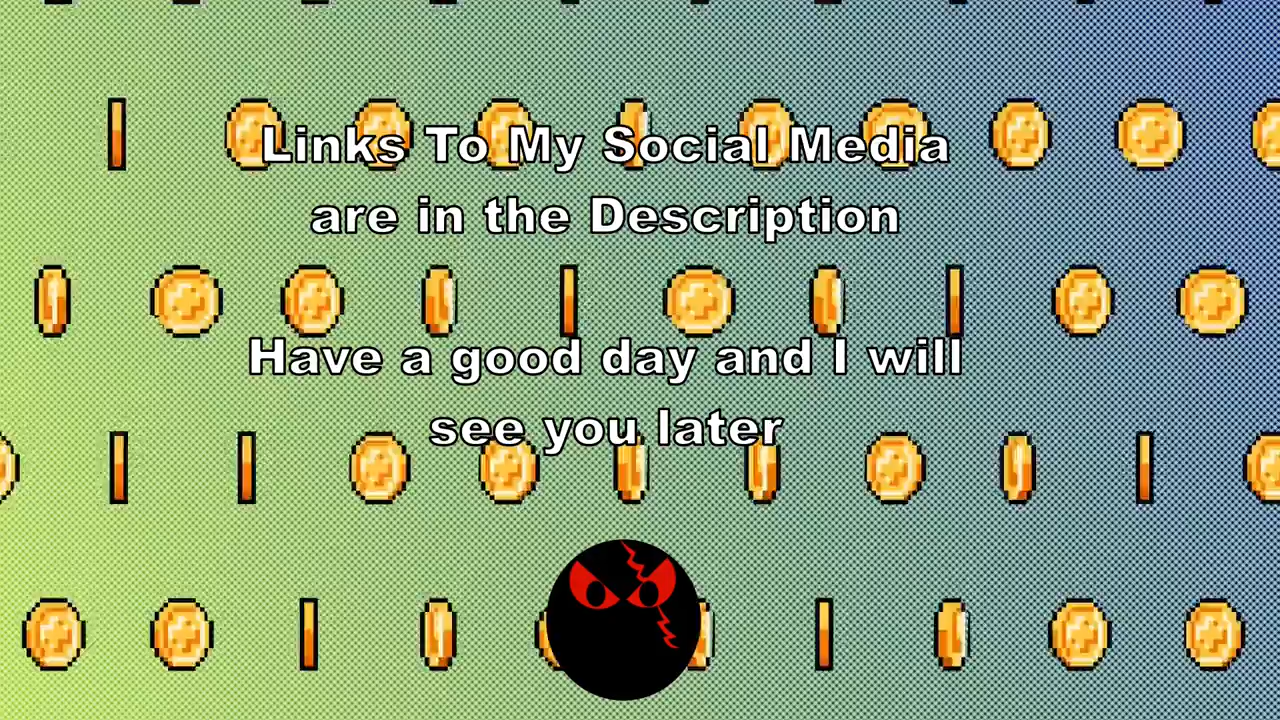 Links To My Social Media
are in the Description
Have a good day and I will
see you later